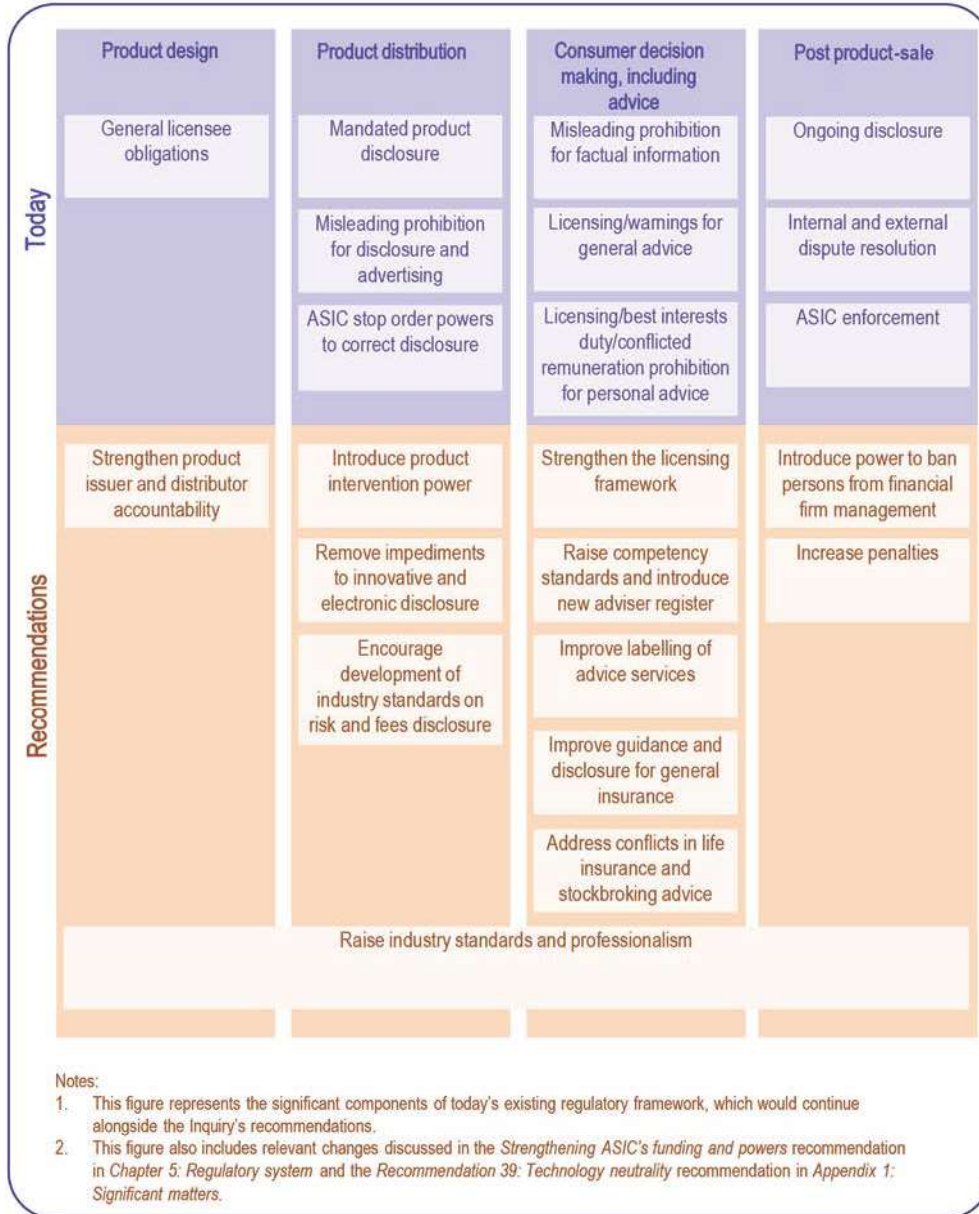 Product design
Product distribution
Consumer decision
making, including
advice
Post product-sale
Today
General licensee
obligations
Mandated product
disclosure
Misleading prohibition
for disclosure and
advertising
ASIC stop order powers
to correct disclosure
Misleading prohibition
for factual information
Licensing/warnings for
general advice
Licensing/best interests
duty/conflicted
remuneration prohibition
for personal advice
Ongoing disclosure
Internal and external
dispute resolution
ASIC enforcement
Recommendations
Strengthen product
issuer and distributor
accountability
Introduce product
intervention power
Remove impediments
to innovative and
electronic disclosure
Encourage
development of
industry standards on
risk and fees disclosure
Strengthen the licensing
framework
Raise competency
standards and introduce
new adviser register
Improve labelling of
advice services
Improve guidance and
disclosure for general
insurance
Address conflicts in life
insurance and
stockbroking advice
Introduce power to ban
persons from financial
firm management
Increase penalties
Raise industry standards and professionalism
Notes:
1. This figure represents the significant components of today's existing regulatory framework, which would continue
alongside the Inquiry's recommendations.
2. This figure also includes relevant changes discussed in the Strengthening ASIC's funding and powers recommendation
in Chapter 5: Regulatory system and the Recommendation 39: Technology neutrality recommendation in Appendix 1:
Significant matters.